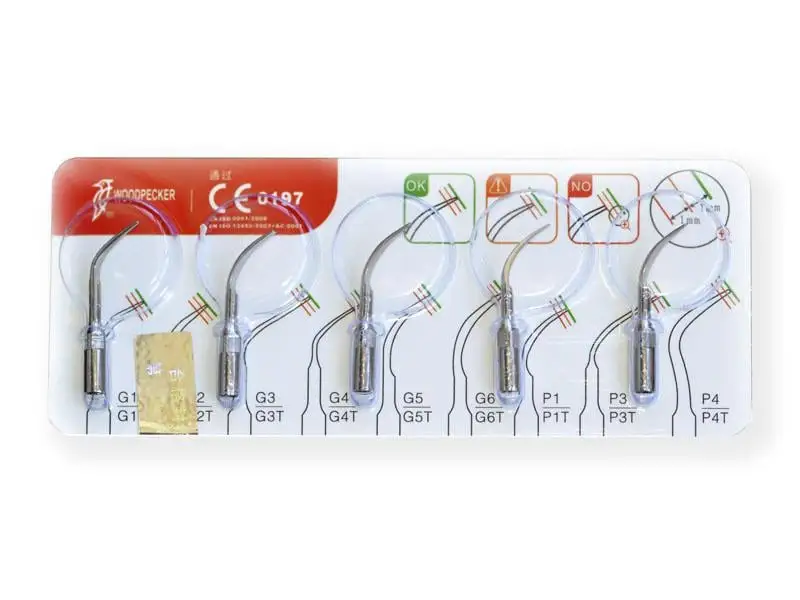 WOODPECKER
通过
CE 0197
OK
NO
1mm
G1
G1
2
2T
G3
G3T
G4
G4T
G5
G5T
G6
G6T
P1
P1T
P3
P3T
P4
P4T